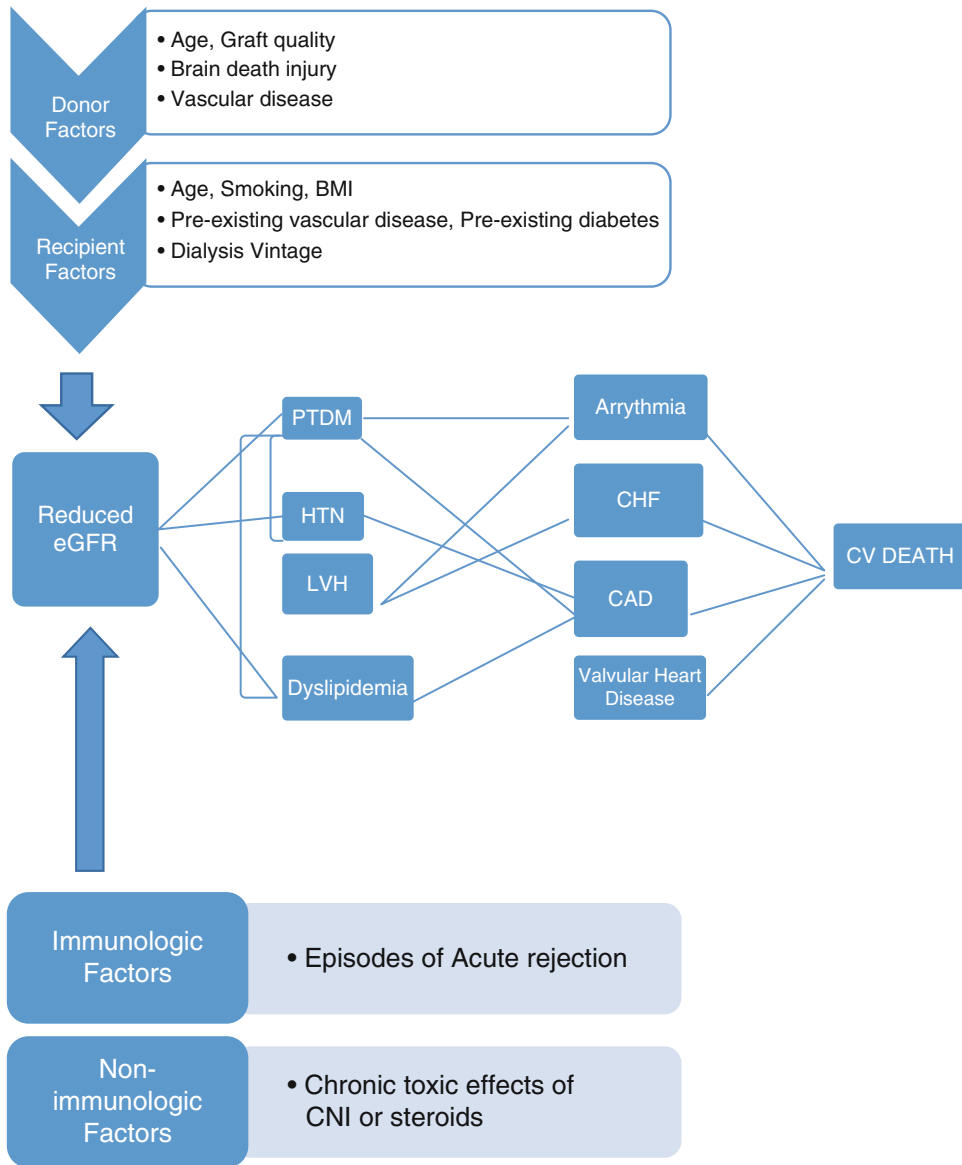 Donor
Factors
• Age, Graft quality
• Brain death injury
• Vascular disease
Recipient
Factors
• Age, Smoking, BMI
• Pre-existing vascular disease, Pre-existing diabetes
• Dialysis Vintage
Reduced
eGFR
PTDM
HTN
LVH
Dyslipidemia
Arrythmia
CHF
CAD
Valvular Heart
Disease
CV DEATH
Immunologic
Factors
• Episodes of Acute rejection
Non-
immunologic
Factors
• Chronic toxic effects of
CNI or steroids